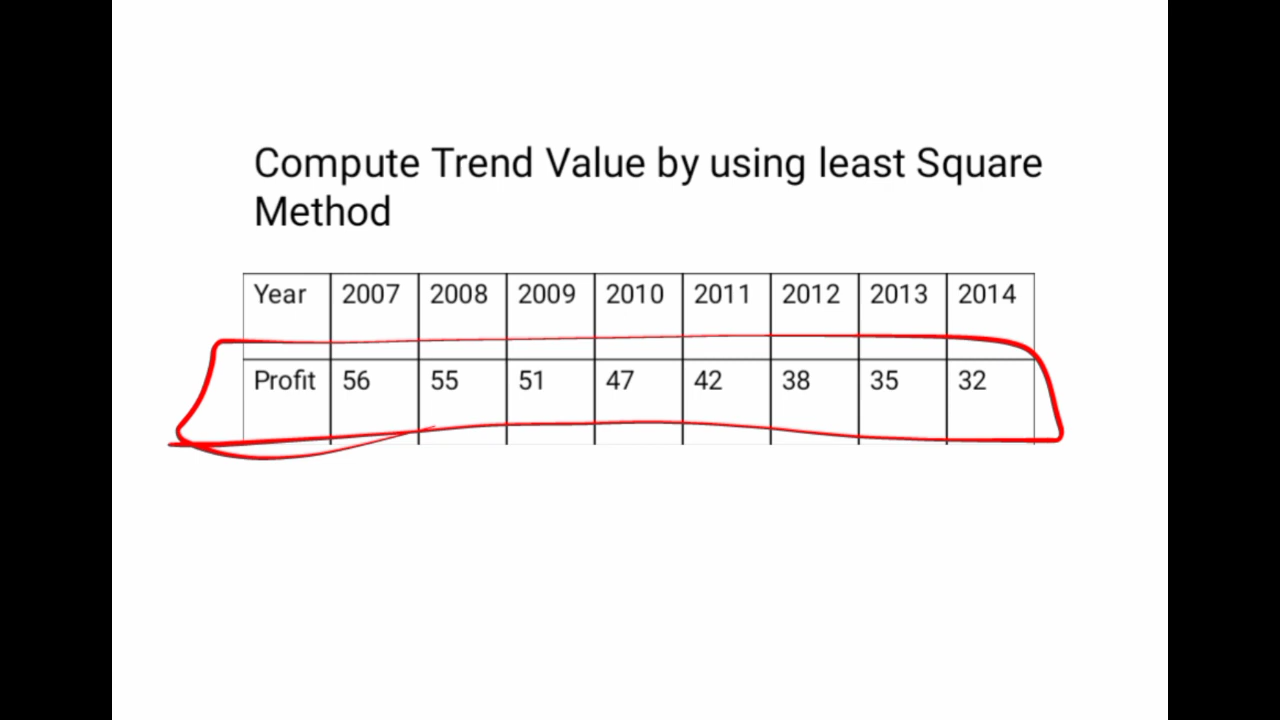 Compute Trend Value by using least Square
Method
Year 2007 2008 2009 2010 2011 2012 2013 2014
Profit 56 55 51 47 42 38 35 32